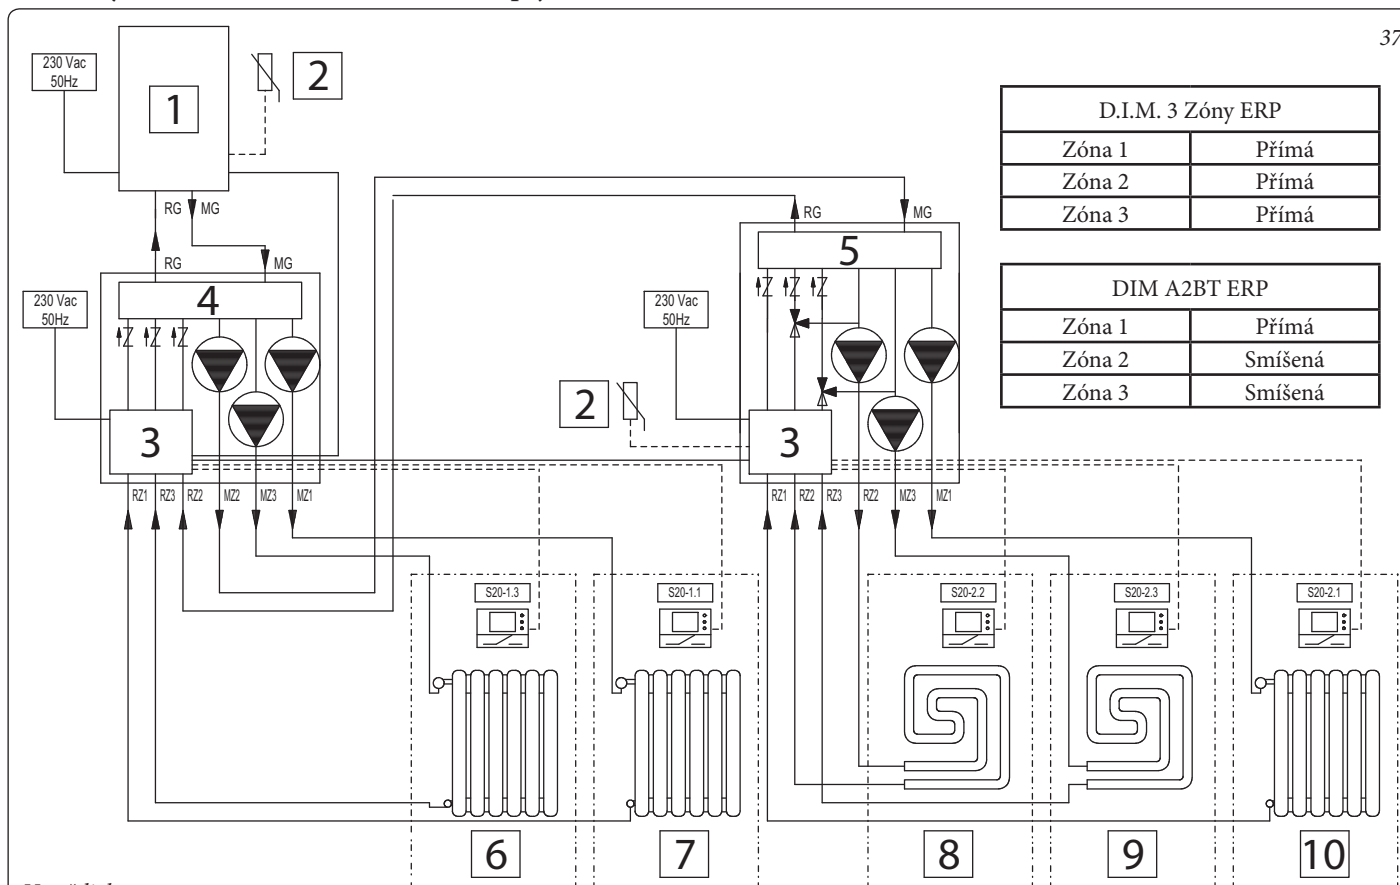 37
230 Vac
50Hz
1
2
D.I.M. 3 Zóny ERP
Zóna 1 Přímá
Zóna 2 Přímá
Zóna 3 Přímá
RG MG
RG MG
RG MG
4
5
230 Vac
50Hz
230 Vac
50Hz
DIM A2BT ERP
Zóna 1 Přímá
Zóna 2 Smíšená
Zóna 3 Smíšená
2
3
3
RZ1 RZ3 RZ2 MZ2 MZ3 MZ1
RZ1 RZ2 RZ3 RZ2 MZ3 MZ1
S20-1.3
S20-1.1
S20-2.2
S20-2.3
S20-2.1
6
7
8
9
10